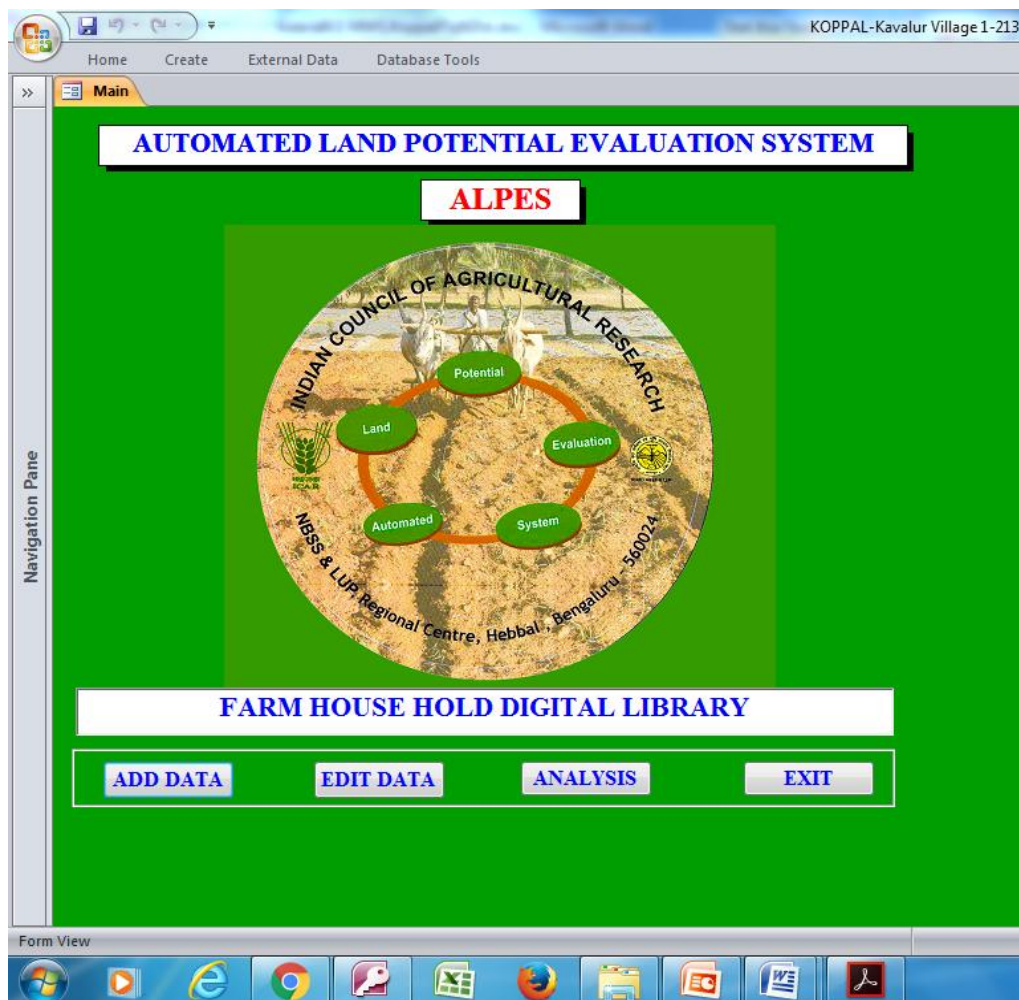 KOPPAL-Kavalur Village 1-213
Home Create External Data Database Tools
Main
Navigation Pane
AUTOMATED LAND POTENTIAL EVALUATION SYSTEM
ALPES
INDIAN COUNCIL OF AGRICULTURAL RESEARCH
Potential
Land
Evaluation
ICAR
Automated
System
NBSS & LUP, Regional Centre, Hebbal , Bengaluru - 560024
FARM HOUSE HOLD DIGITAL LIBRARY
ADD DATA EDIT DATA ANALYSIS EXIT
Form View